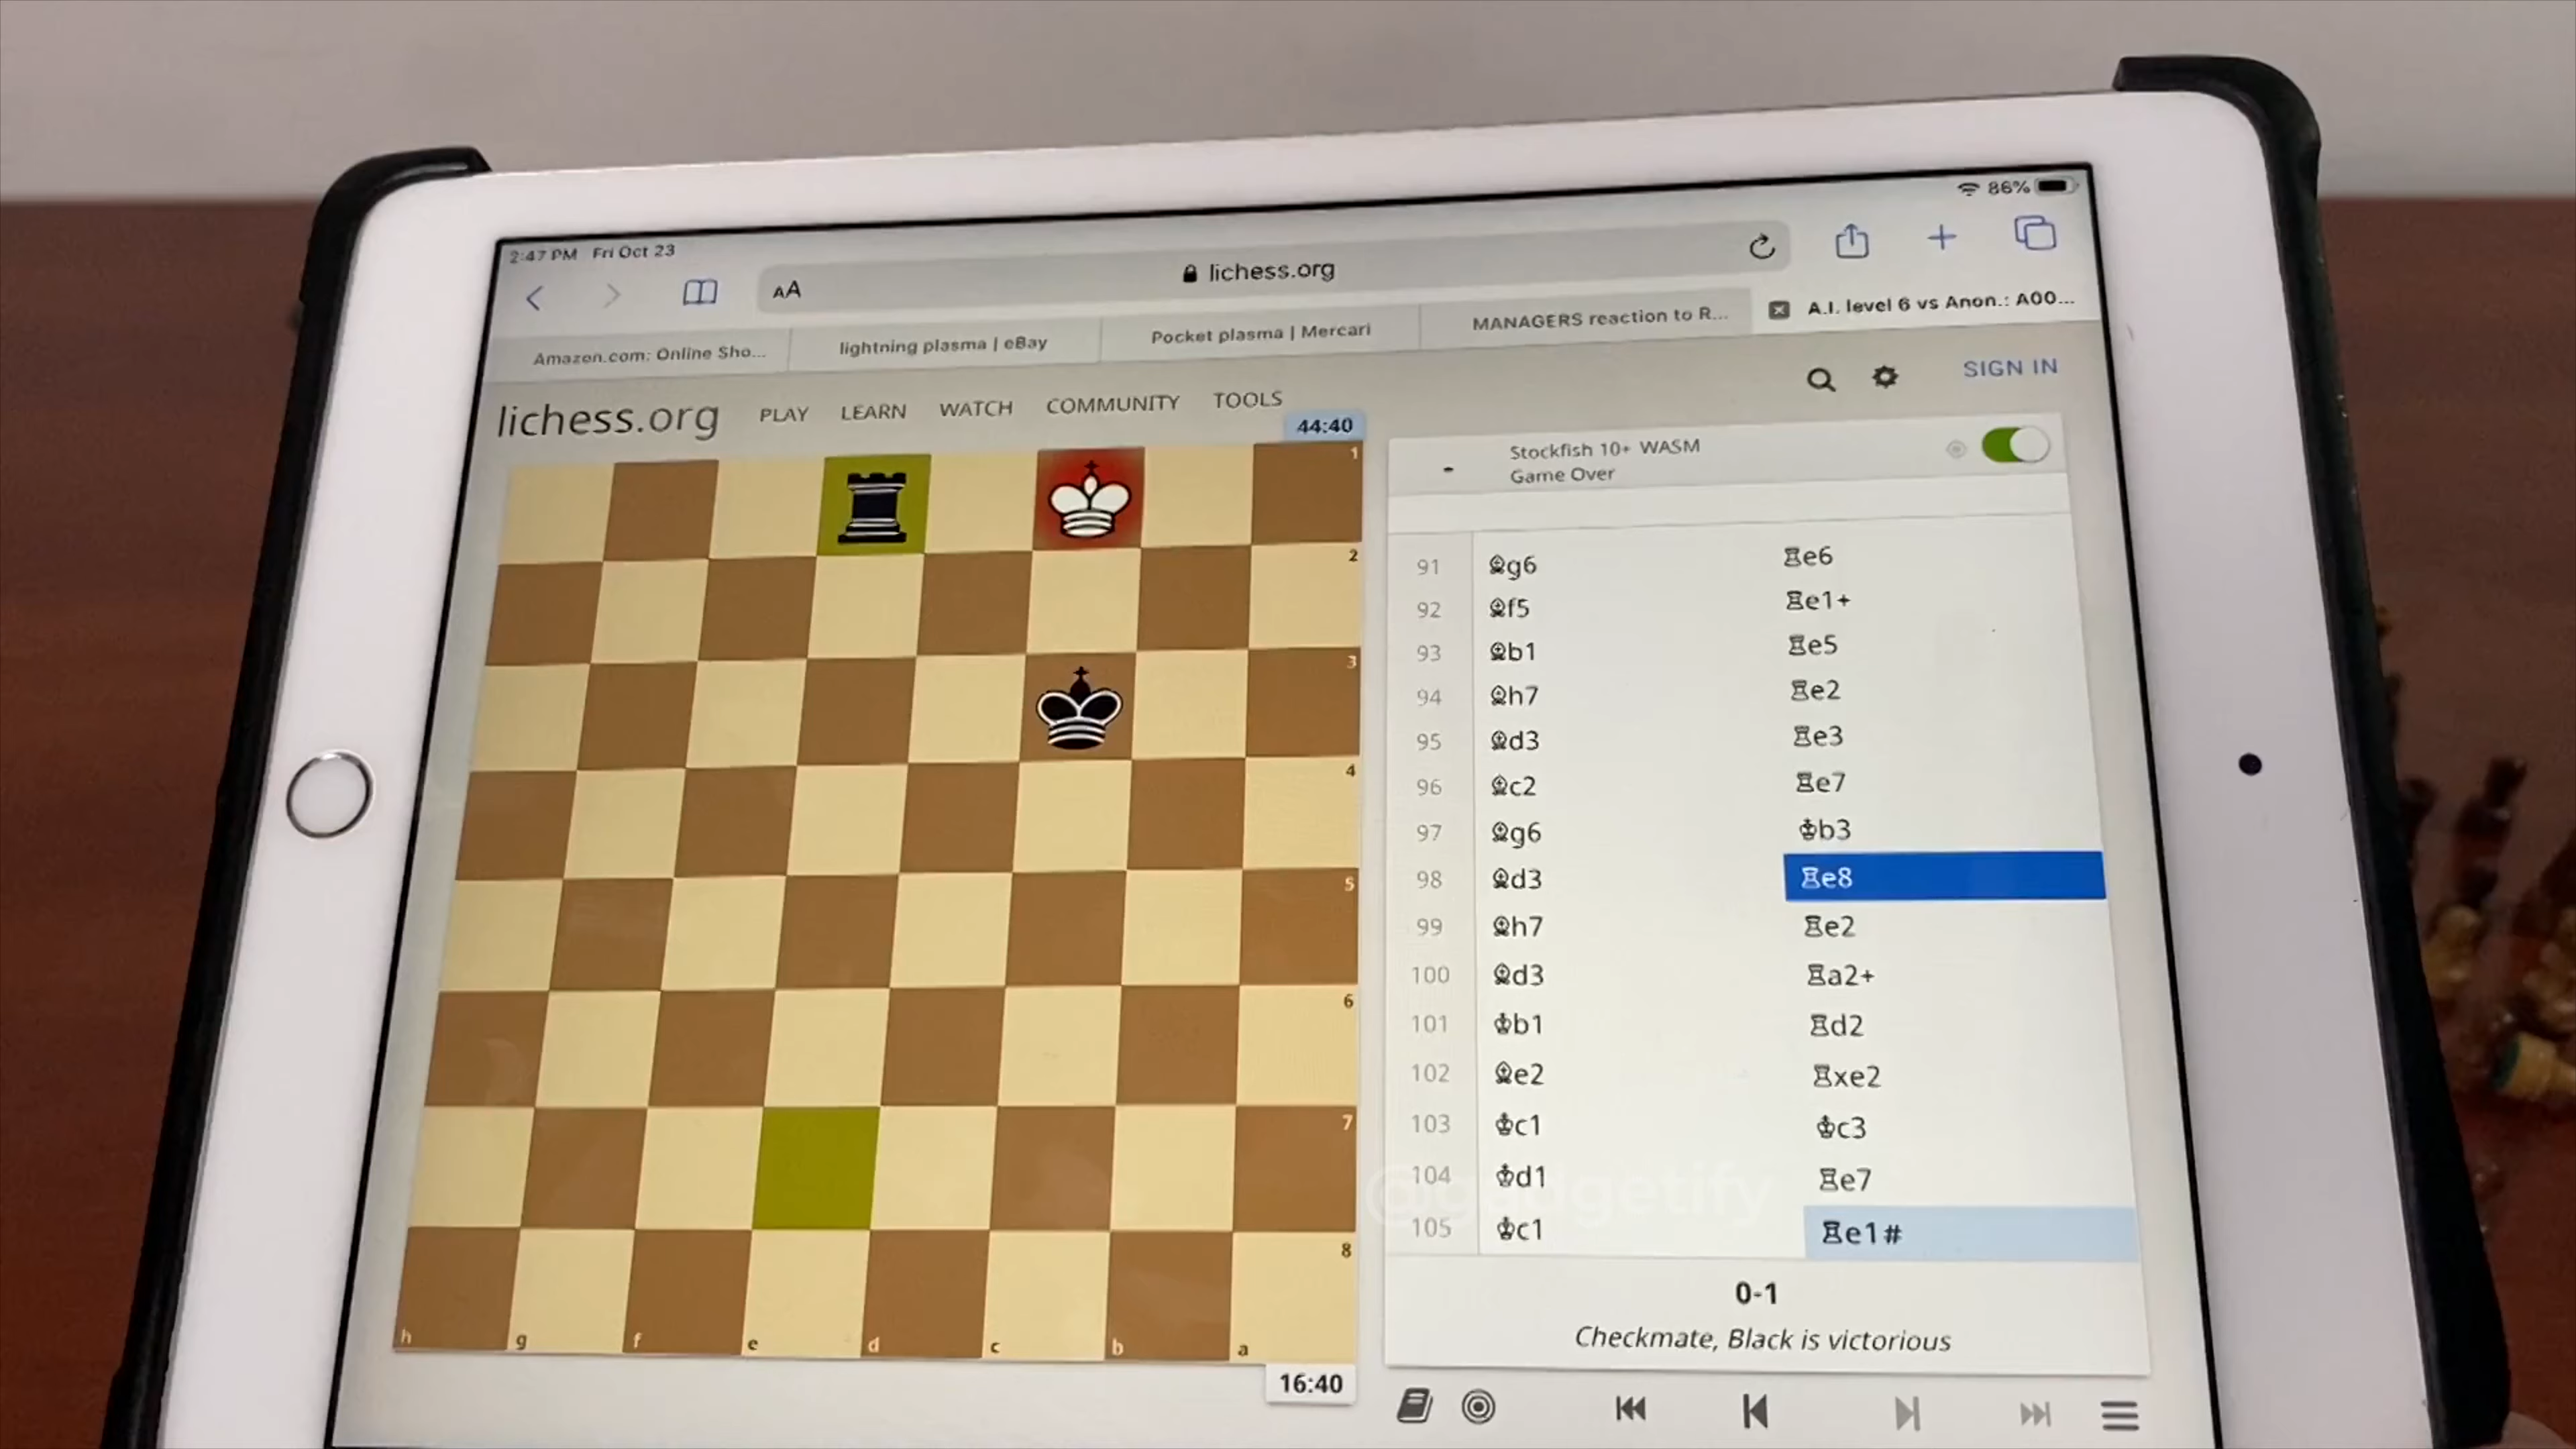 2:47 PM Fri Oct 23
86%
AA
lichess.org
Amazon.com: Online Sho...
lightning plasma | eBay
Pocket plasma | Mercari
MANAGERS reaction to R...
A.I. level 6 vs Anon.: A00...
lichess.org
PLAY LEARN WATCH COMMUNITY TOOLS
SIGN IN
44:40
Stockfish 10+ WASM
Game Over
-
1
2
3
4
5
6
7
8
h g f e d c b a
16:40
91 ♗g6 ♖e6
92 ♗f5 ♖e1+
93 ♗b1 ♖e5
94 ♗h7 ♖e2
95 ♗d3 ♖e3
96 ♗c2 ♖e7
97 ♗g6 ♔b3
98 ♗d3 ♖e8
99 ♗h7 ♖e2
100 ♗d3 ♖a2+
101 ♔b1 ♖d2
102 ♗e2 ♖xe2
103 ♔c1 ♔c3
104 ♔d1 ♖e7
105 ♔c1 ♖e1#
@gadgetify
0-1
Checkmate, Black is victorious